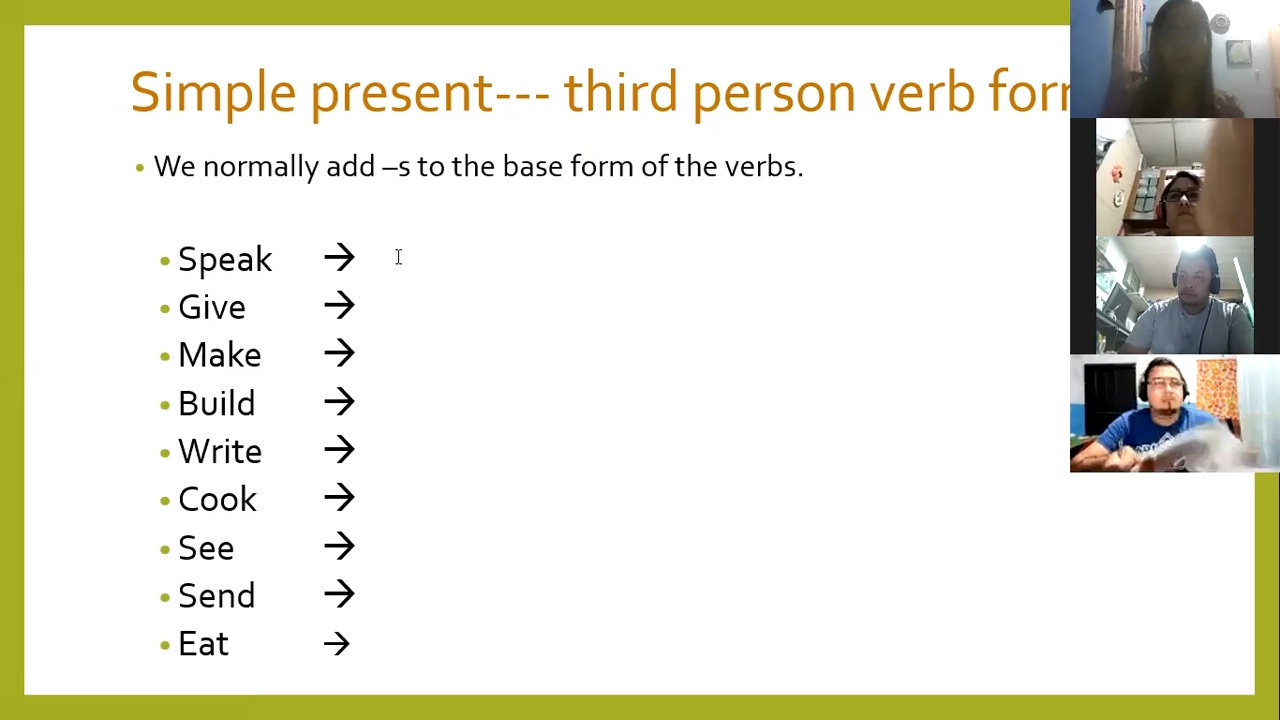 Simple present--- third person verb
• We normally add –s to the base form of the verbs.
• Speak →
• Give →
• Make →
• Build →
• Write →
• Cook →
• See →
• Send →
• Eat →